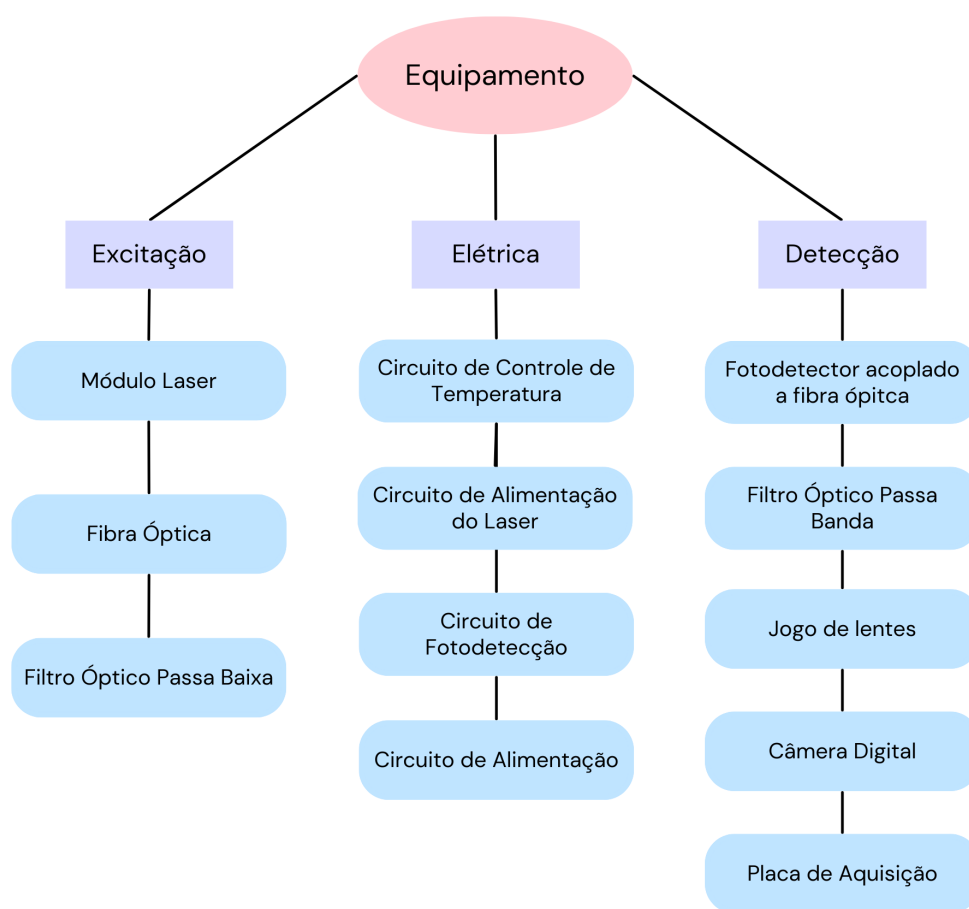 Equipamento
Excitação
Módulo Laser
Fibra Óptica
Filtro Óptico Passa Baixa
Elétrica
Circuito de Controle de
Temperatura
Circuito de Alimentação
do Laser
Circuito de
Fotodetecção
Circuito de Alimentação
Detecção
Fotodetector acoplado
a fibra ópitca
Filtro Óptico Passa
Banda
Jogo de lentes
Câmera Digital
Placa de Aquisição